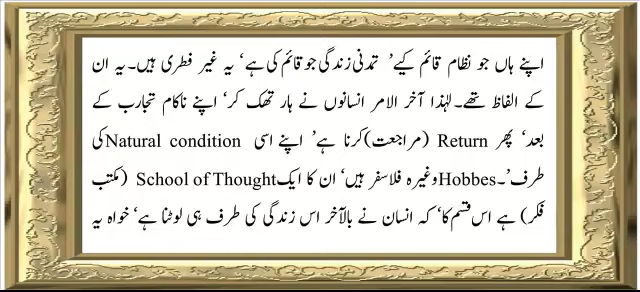 اپنے ہاں جو نظام قائم کیے’ تمدنی زندگی جو قائم کی ہے‘ یہ غیر فطری ہیں۔ یہ ان
کے الفاظ تھے۔ لہٰذا آخر الامر انسانوں نے ہار تھک کر‘ اپنے ناکام تجارب کے
بعد‘ پھر Return (مراجعت) کرنا ہے’ اپنے اسی Natural condition کی
طرف’۔ Hobbes وغیرہ فلاسفر ہیں‘ ان کا ایک School of Thought (مکتب
فکر) ہے اس قسم کا‘ کہ انسان نے بالآخر اس زندگی کی طرف ہی لوٹنا ہے‘ خواہ یہ